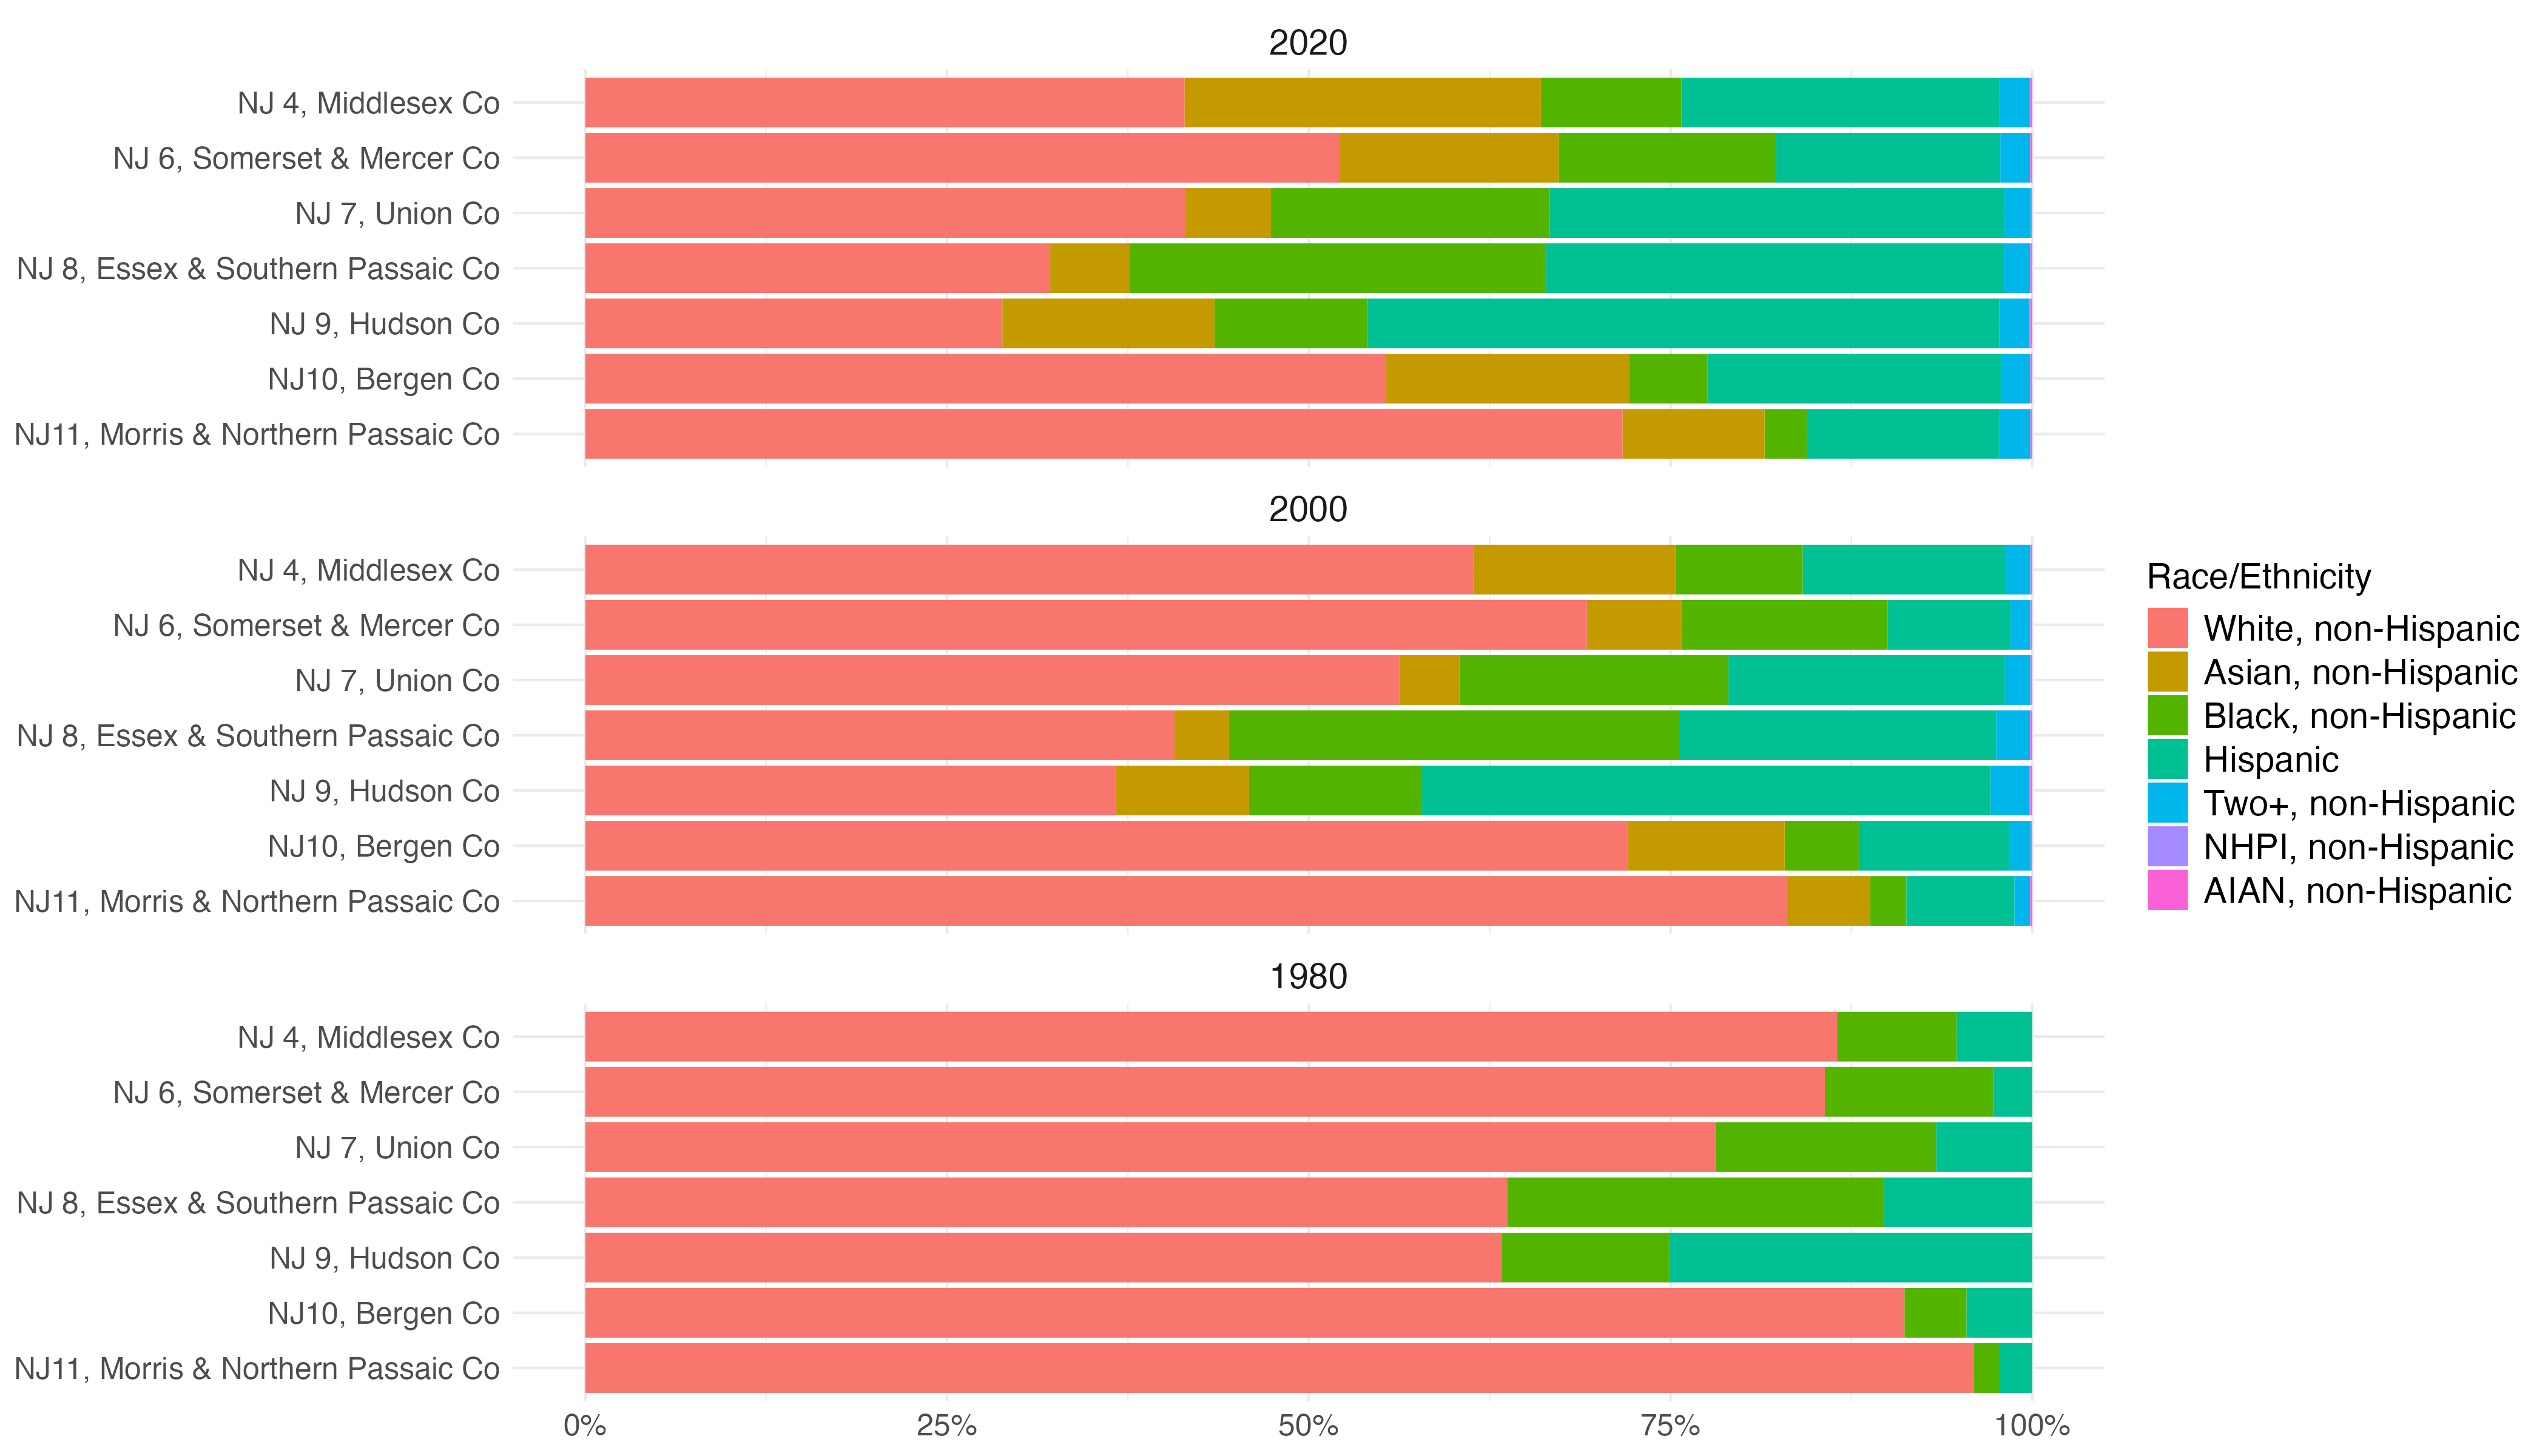 2020
NJ 4, Middlesex Co
NJ 6, Somerset & Mercer Co
NJ 7, Union Co
NJ 8, Essex & Southern Passaic Co
NJ 9, Hudson Co
NJ10, Bergen Co
NJ11, Morris & Northern Passaic Co
2000
NJ 4, Middlesex Co
NJ 6, Somerset & Mercer Co
NJ 7, Union Co
NJ 8, Essex & Southern Passaic Co
NJ 9, Hudson Co
NJ10, Bergen Co
NJ11, Morris & Northern Passaic Co
1980
NJ 4, Middlesex Co
NJ 6, Somerset & Mercer Co
NJ 7, Union Co
NJ 8, Essex & Southern Passaic Co
NJ 9, Hudson Co
NJ10, Bergen Co
NJ11, Morris & Northern Passaic Co
0% 25% 50% 75% 100%
Race/Ethnicity
White, non-Hispanic
Asian, non-Hispanic
Black, non-Hispanic
Hispanic
Two+, non-Hispanic
NHPI, non-Hispanic
AIAN, non-Hispanic